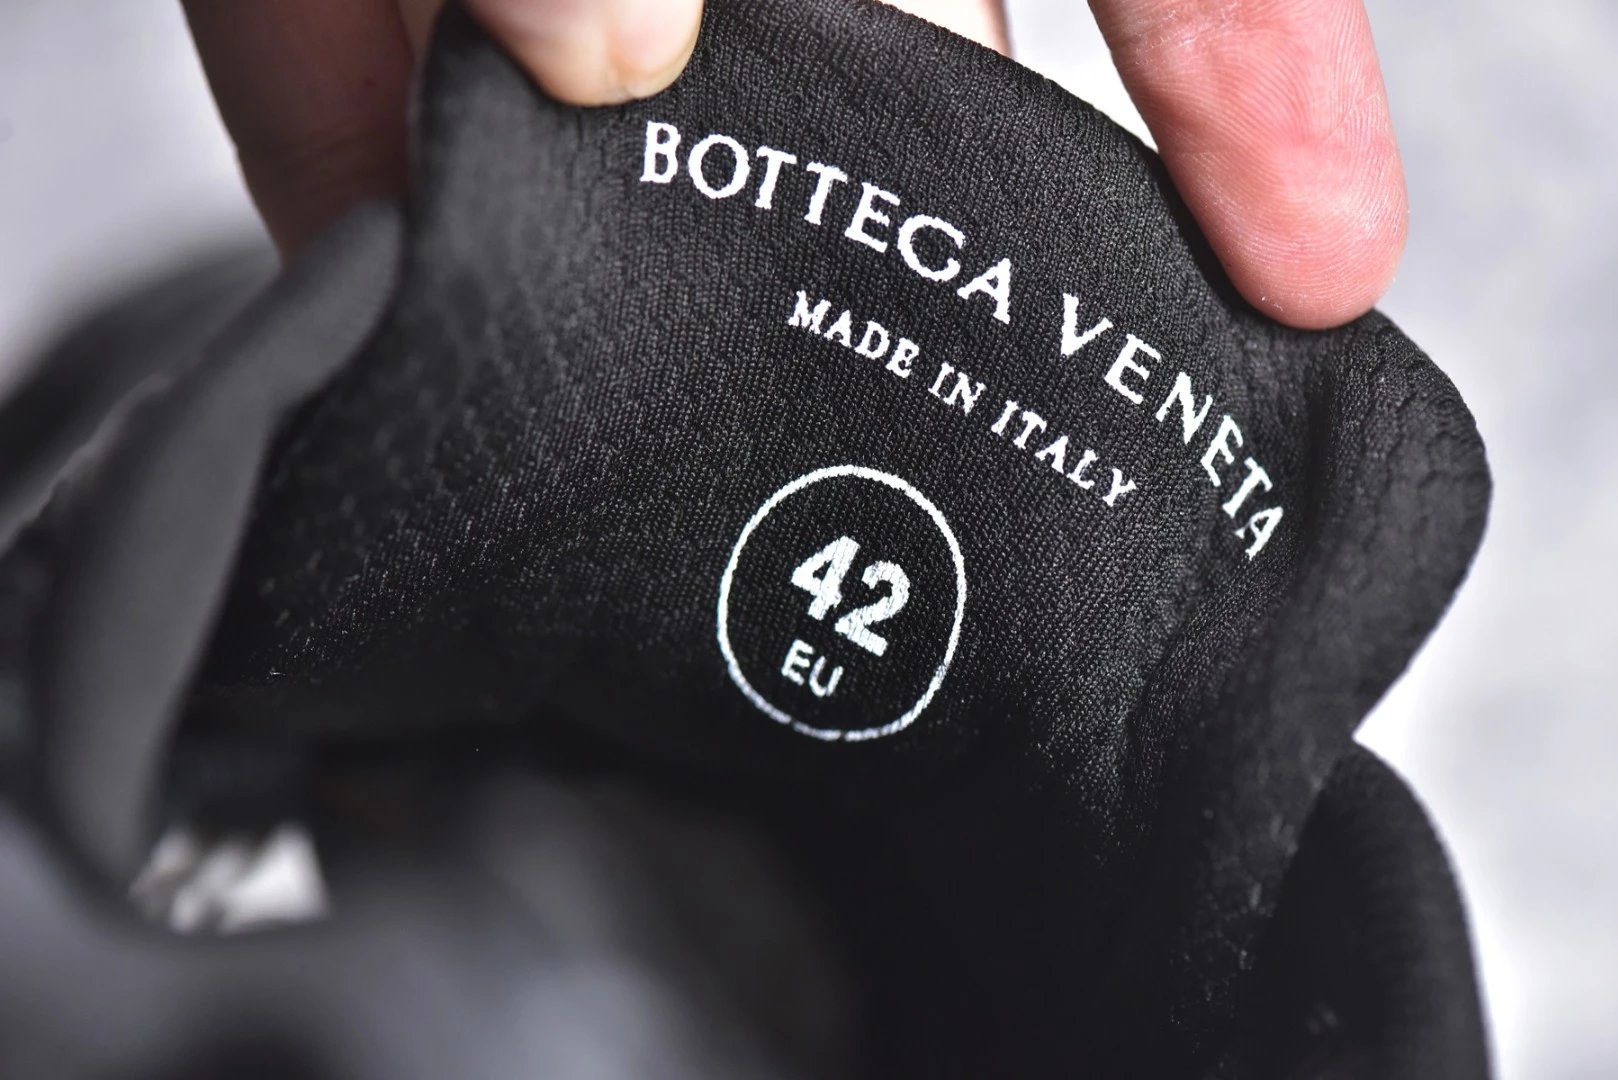 BOTTEGA VENETA
MADE IN ITALY
42
EU